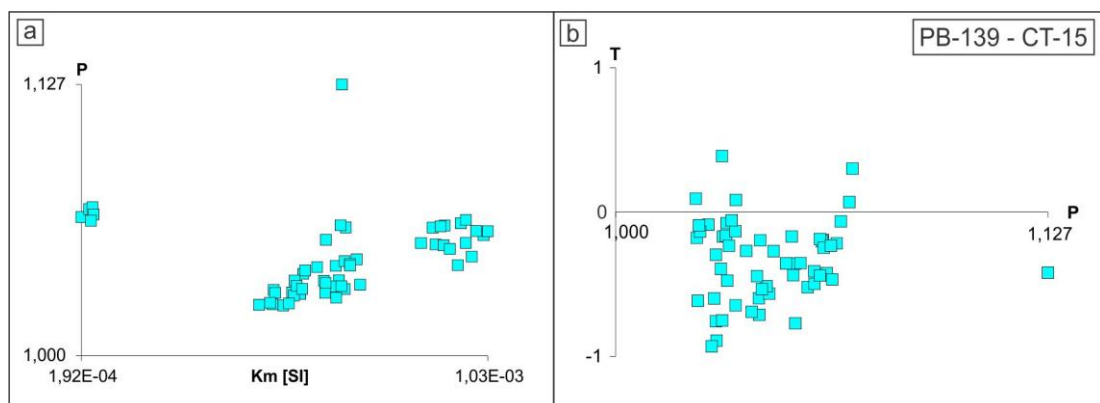 a
P
1,127
1,000
1,92E-04
Km [SI]
1,03E-03
b
PB-139 - CT-15
T
1
0
1,000
P
1,127
-1